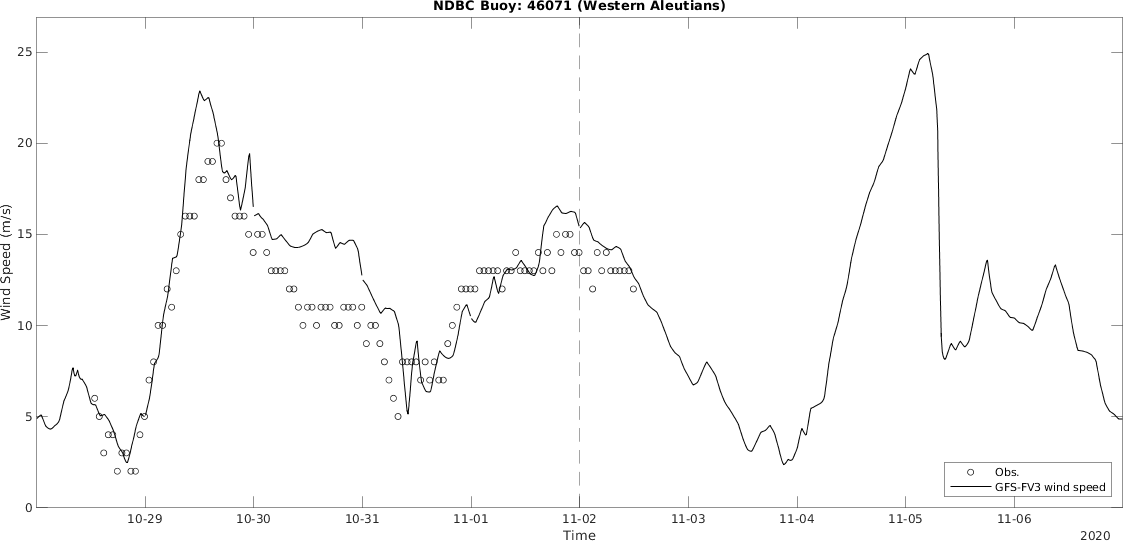 NDBC Buoy: 46071 (Western Aleutians)
25
20
15
10
5
0
Wind Speed (m/s)
Obs.
GFS-FV3 wind speed
10-29 10-30 10-31 11-01 11-02 11-03 11-04 11-05 11-06
Time
2020